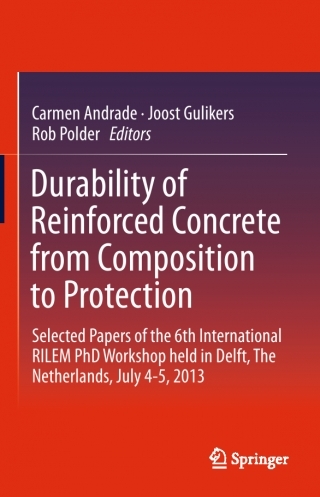 Carmen Andrade · Joost Gulikers
Rob Polder Editors
Durability of
Reinforced Concrete
from Composition
to Protection
Selected Papers of the 6th International
RILEM PhD Workshop held in Delft, The
Netherlands, July 4-5, 2013
Springer